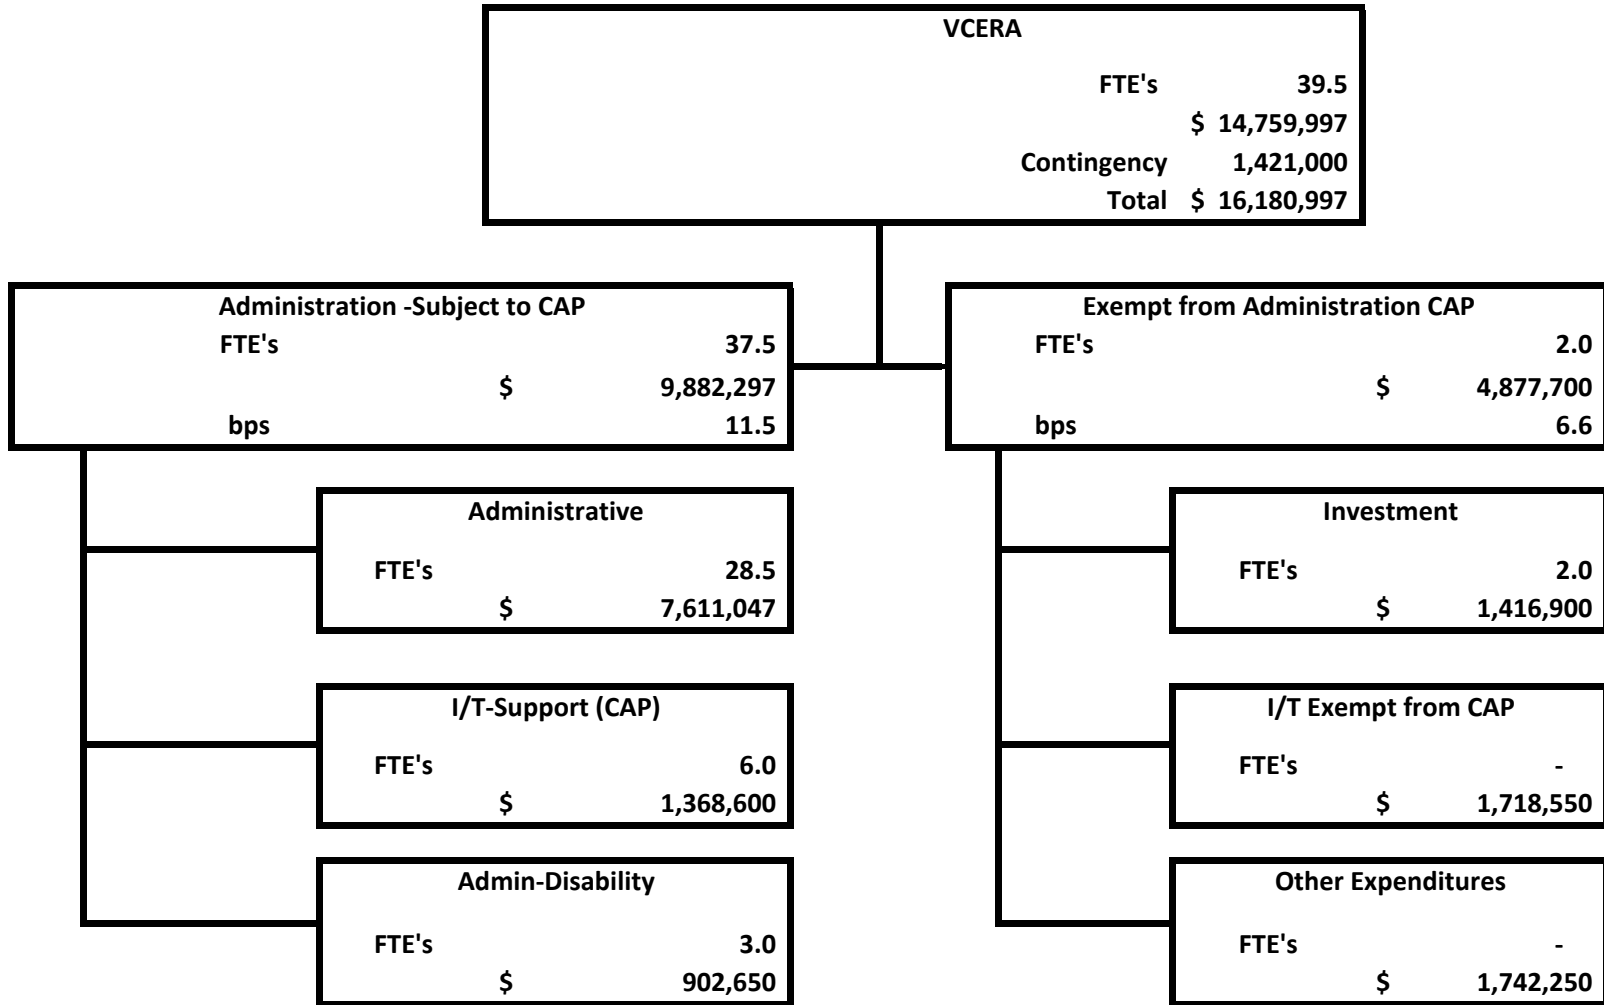 VCERA
FTE's 39.5
$ 14,759,997
Contingency 1,421,000
Total $ 16,180,997
Administration -Subject to CAP
FTE's 37.5
$ 9,882,297
bps 11.5
Exempt from Administration CAP
FTE's 2.0
$ 4,877,700
bps 6.6
Administrative
FTE's 28.5
$ 7,611,047
Investment
FTE's 2.0
$ 1,416,900
I/T-Support (CAP)
FTE's 6.0
$ 1,368,600
I/T Exempt from CAP
FTE's -
$ 1,718,550
Admin-Disability
FTE's 3.0
$ 902,650
Other Expenditures
FTE's -
$ 1,742,250